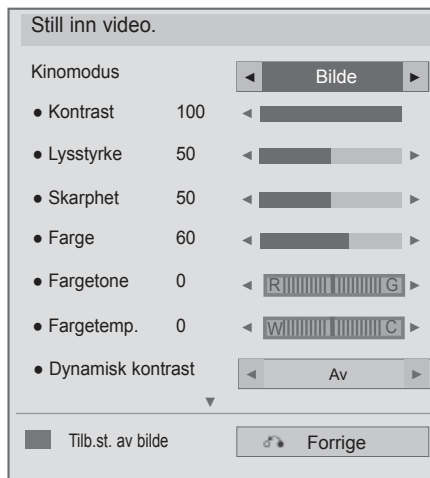 Still inn video.
Kinomodus ◄ Bilde ►
● Kontrast 100 ◄
● Lysstyrke 50 ◄ ►
● Skarphet 50 ◄ ►
● Farge 60 ◄ ►
● Fargetone 0 ◄ R G ►
● Fargetemp. 0 ◄ W C ►
● Dynamisk kontrast ◄ Av ►
▼
Tilb.st. av bilde Forrige